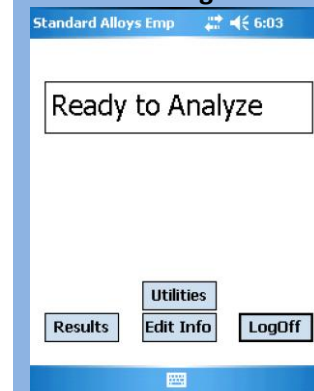 Standard Alloys Emp 6:03
Ready to Analyze
Utilities
Results Edit Info LogOff